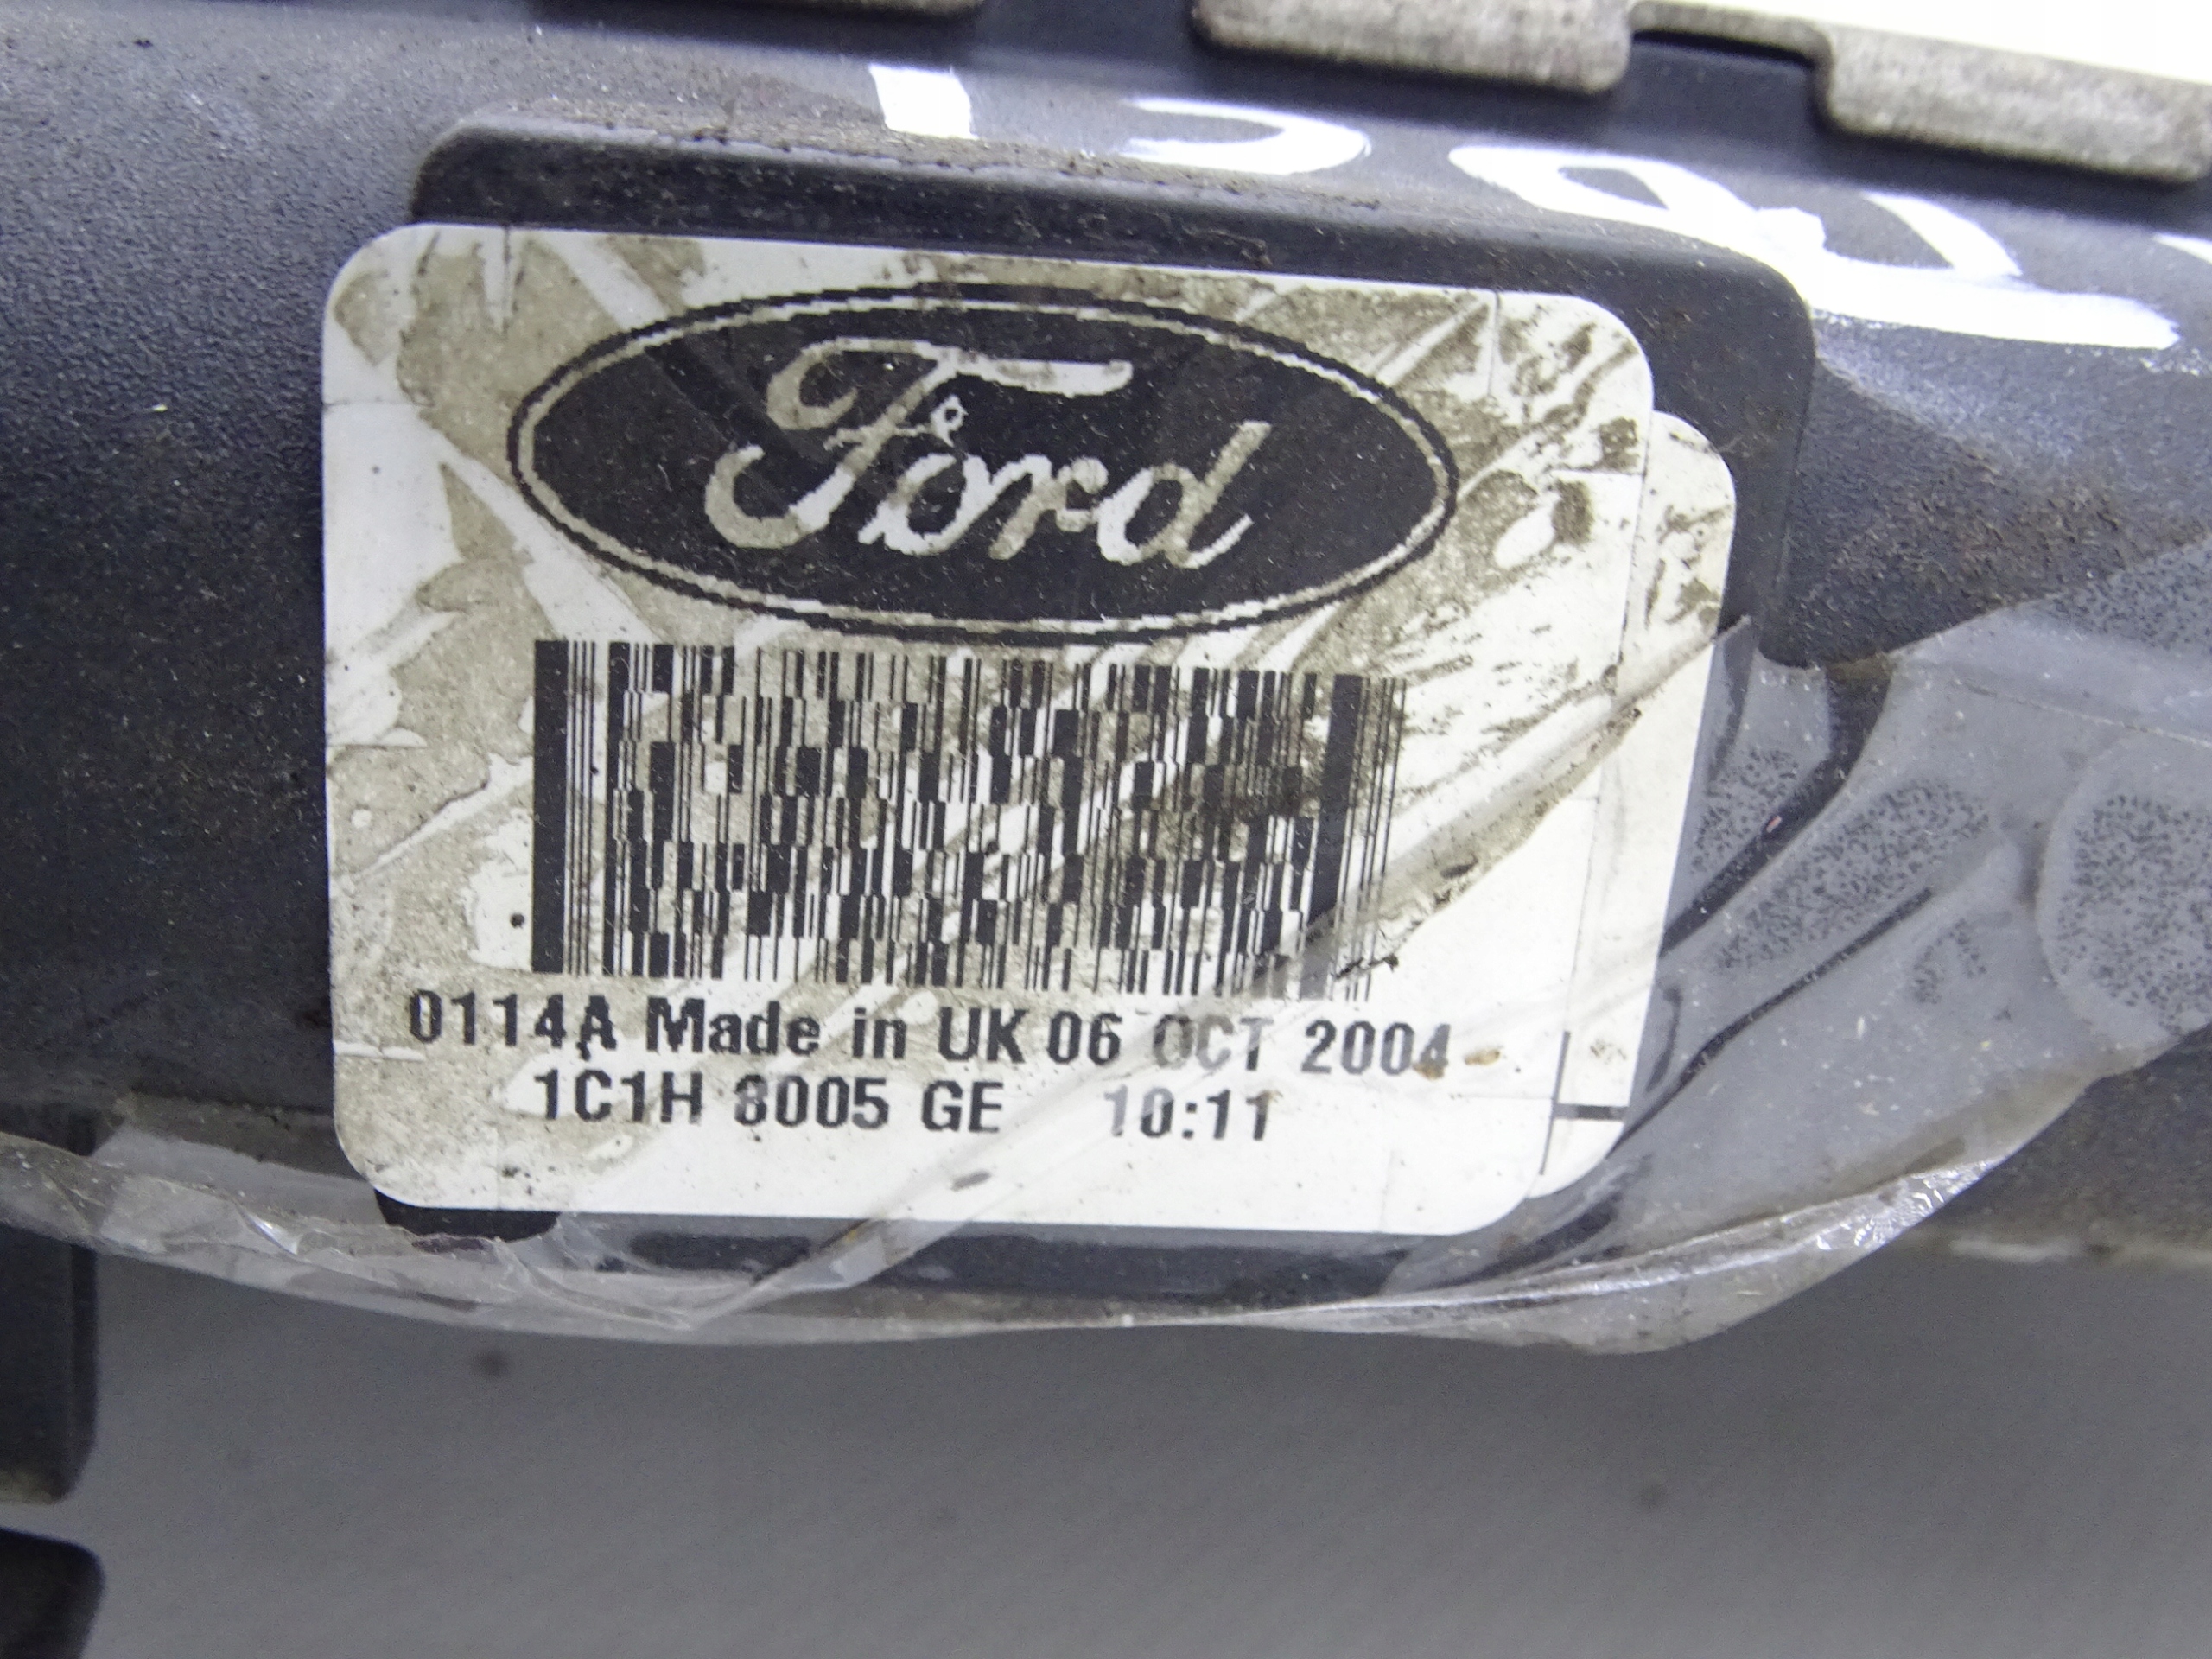 Ford
0114A Made in UK 06 OCT 2004
1C1H 8005 GE 10:11